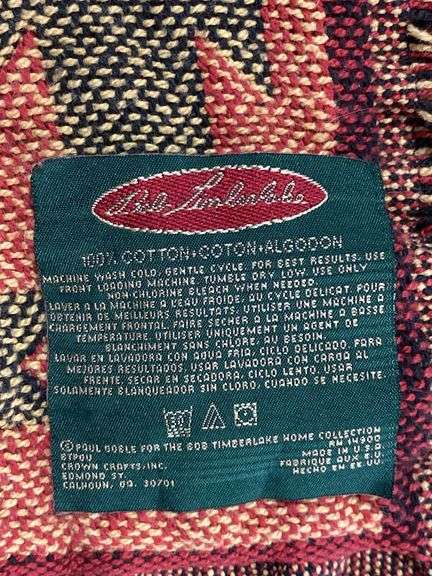 Bob Timberlake
100% COTTON•COTON•ALGODON
MACHINE WASH COLD, GENTLE CYCLE. FOR BEST RESULTS, USE
FRONT LOADING MACHINE. TUMBLE DRY LOW. USE ONLY
NON-CHLORINE BLEACH WHEN NEEDED.
LAVER A LA MACHINE A L'EAU FROIDE, AU CYCLE DELICAT. POUR
OBTENIR DE MEILLEURS RESULTATS, UTILISER UNE MACHINE A
CHARGEMENT FRONTAL. FAIRE SECHER A LA MACHINE A BASSE
TEMPERATURE. UTILISER UNIQUEMENT UN AGENT DE
BLANCHIMENT SANS CHLORE, AU BESOIN.
LAVAR EN LAVADORA CON AGUA FRIA, CICLO DELICADO. PARA
MEJORES RESULTADOS, USAR LAVADORA CON CARGA AL
FRENTE. SECAR EN SECADORA, CICLO LENTO. USAR
SOLAMENTE BLANQUEADOR SIN CLORO, CUANDO SE NECESITE.
© PAUL DOBLE FOR THE BOB TIMBERLAKE HOME COLLECTION
RN 14900
CROWN CRAFTS, INC.
EDMOND ST.
CALHOUN, GA. 30701
MADE IN U.S.A.
FABRIQUE AUX E.U.
HECHO EN EE.UU.